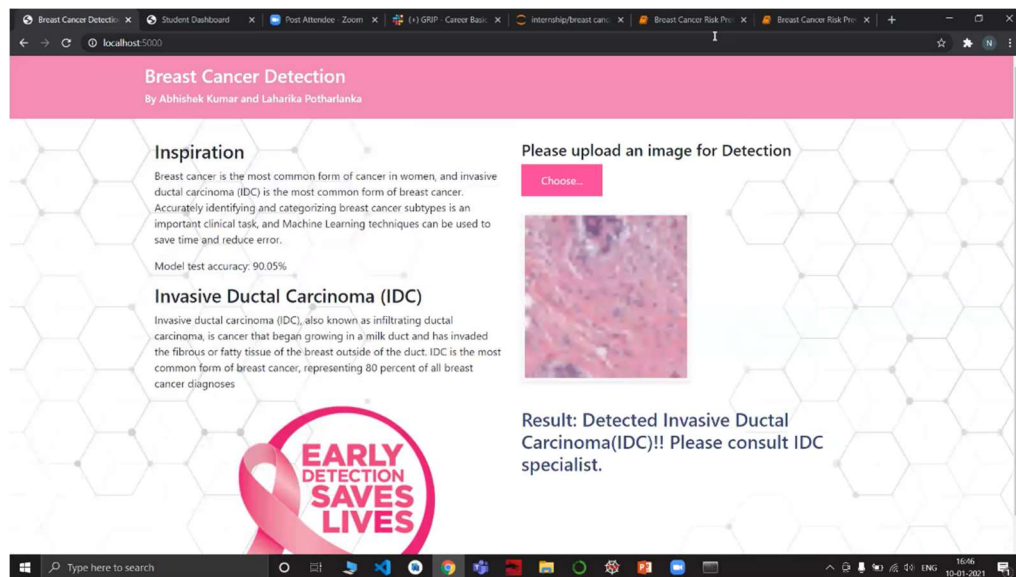 Breast Cancer Detectio
Student Dashboard
Post Attendee - Zoom
(+) GRIP - Career Basic
internship/breast canc
Breast Cancer Risk Pre
Breast Cancer Risk Pre
localhost:5000
N
Breast Cancer Detection
By Abhishek Kumar and Laharika Potharlanka
Inspiration
Breast cancer is the most common form of cancer in women, and invasive
ductal carcinoma (IDC) is the most common form of breast cancer.
Accurately identifying and categorizing breast cancer subtypes is an
important clinical task, and Machine Learning techniques can be used to
save time and reduce error.
Model test accuracy: 90.05%
Invasive Ductal Carcinoma (IDC)
Invasive ductal carcinoma (IDC), also known as infiltrating ductal
carcinoma, is cancer that began growing in a milk duct and has invaded
the fibrous or fatty tissue of the breast outside of the duct. IDC is the most
common form of breast cancer, representing 80 percent of all breast
cancer diagnoses
EARLY
DETECTION
SAVES
LIVES
Please upload an image for Detection
Choose...
Result: Detected Invasive Ductal
Carcinoma(IDC)!! Please consult IDC
specialist.
Type here to search
ENG
16:46
10-01-2021